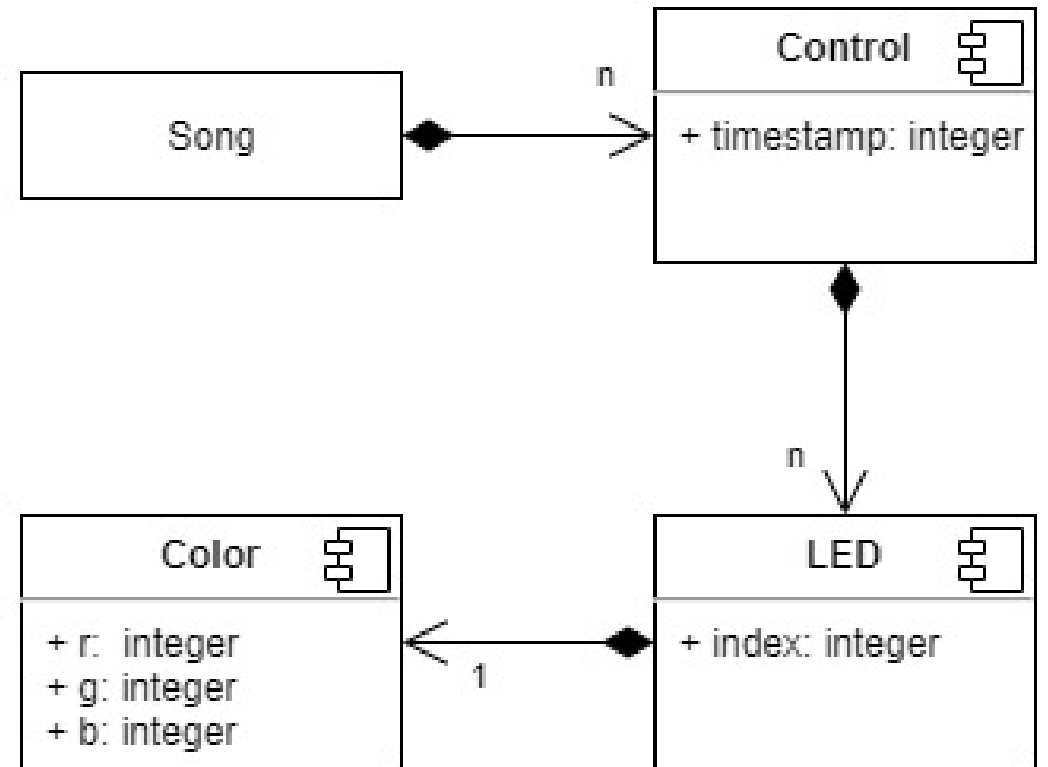 Song
n
Control
+ timestamp: integer
n
LED
+ index: integer
1
Color
+ r: integer
+ g: integer
+ b: integer